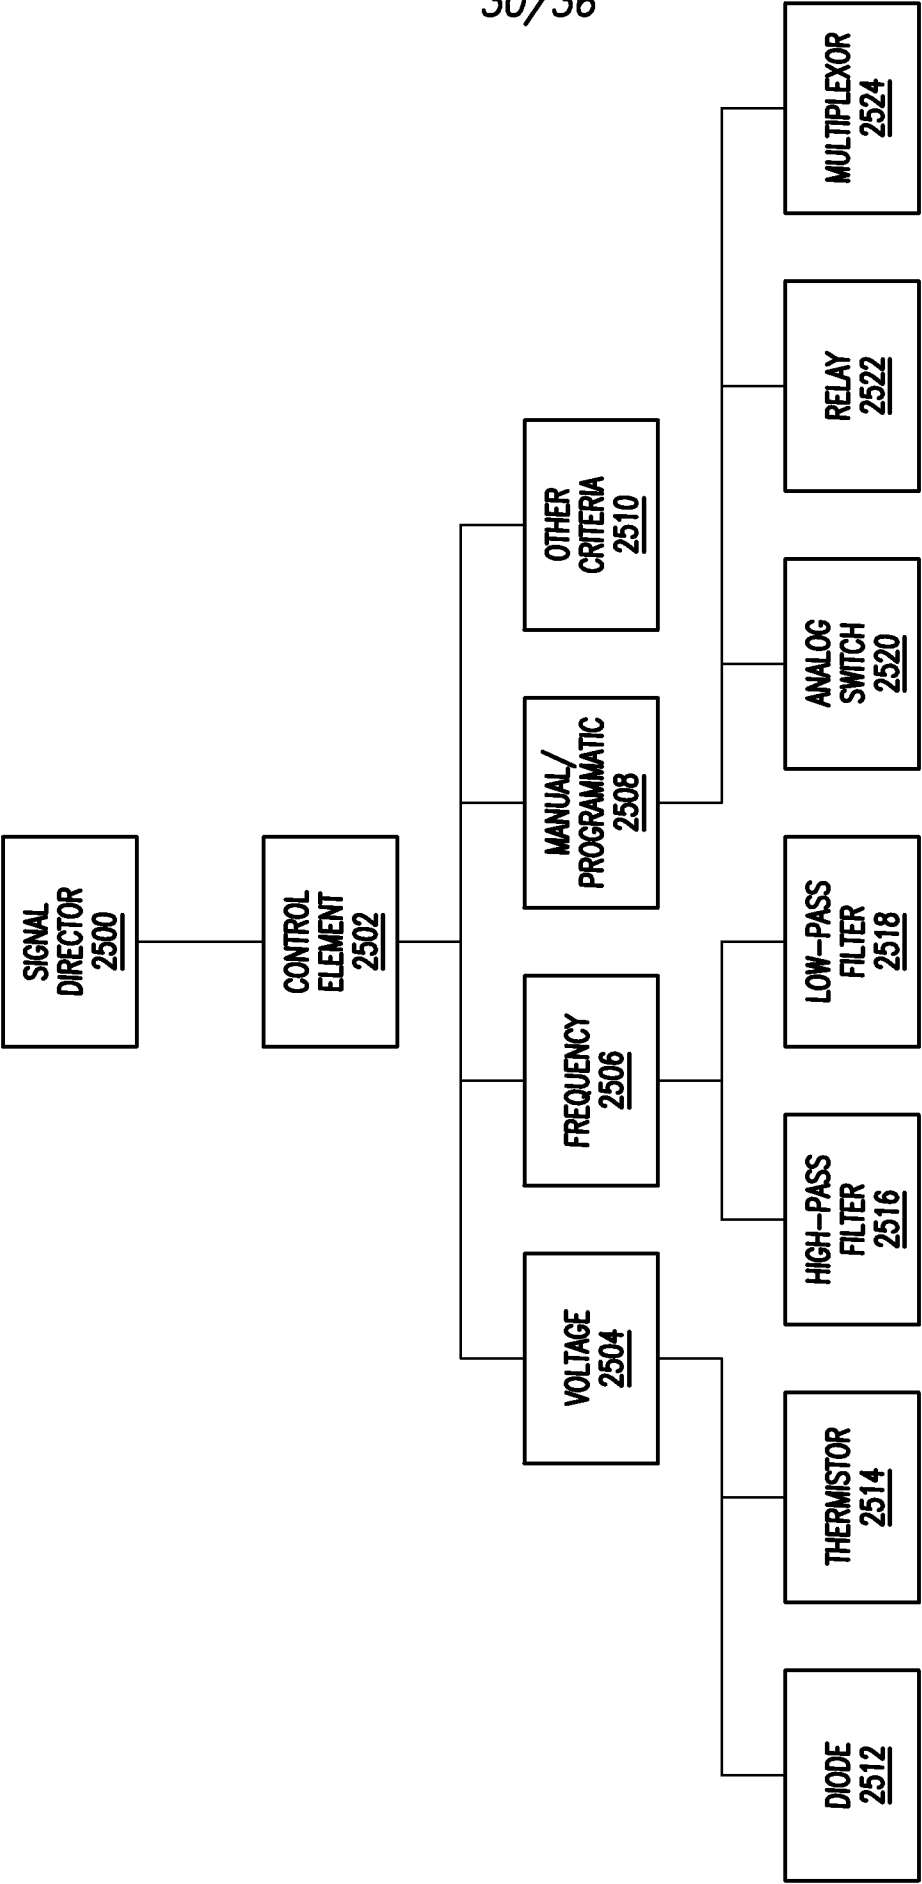 30/36
SIGNAL
DIRECTOR
2500
CONTROL
ELEMENT
2502
VOLTAGE
2504
FREQUENCY
2506
MANUAL/
PROGRAMMATIC
2508
OTHER
CRITERIA
2510
DIODE
2512
THERMISTOR
2514
HIGH-PASS
FILTER
2516
LOW-PASS
FILTER
2518
ANALOG
SWITCH
2520
RELAY
2522
MULTIPLEXOR
2524